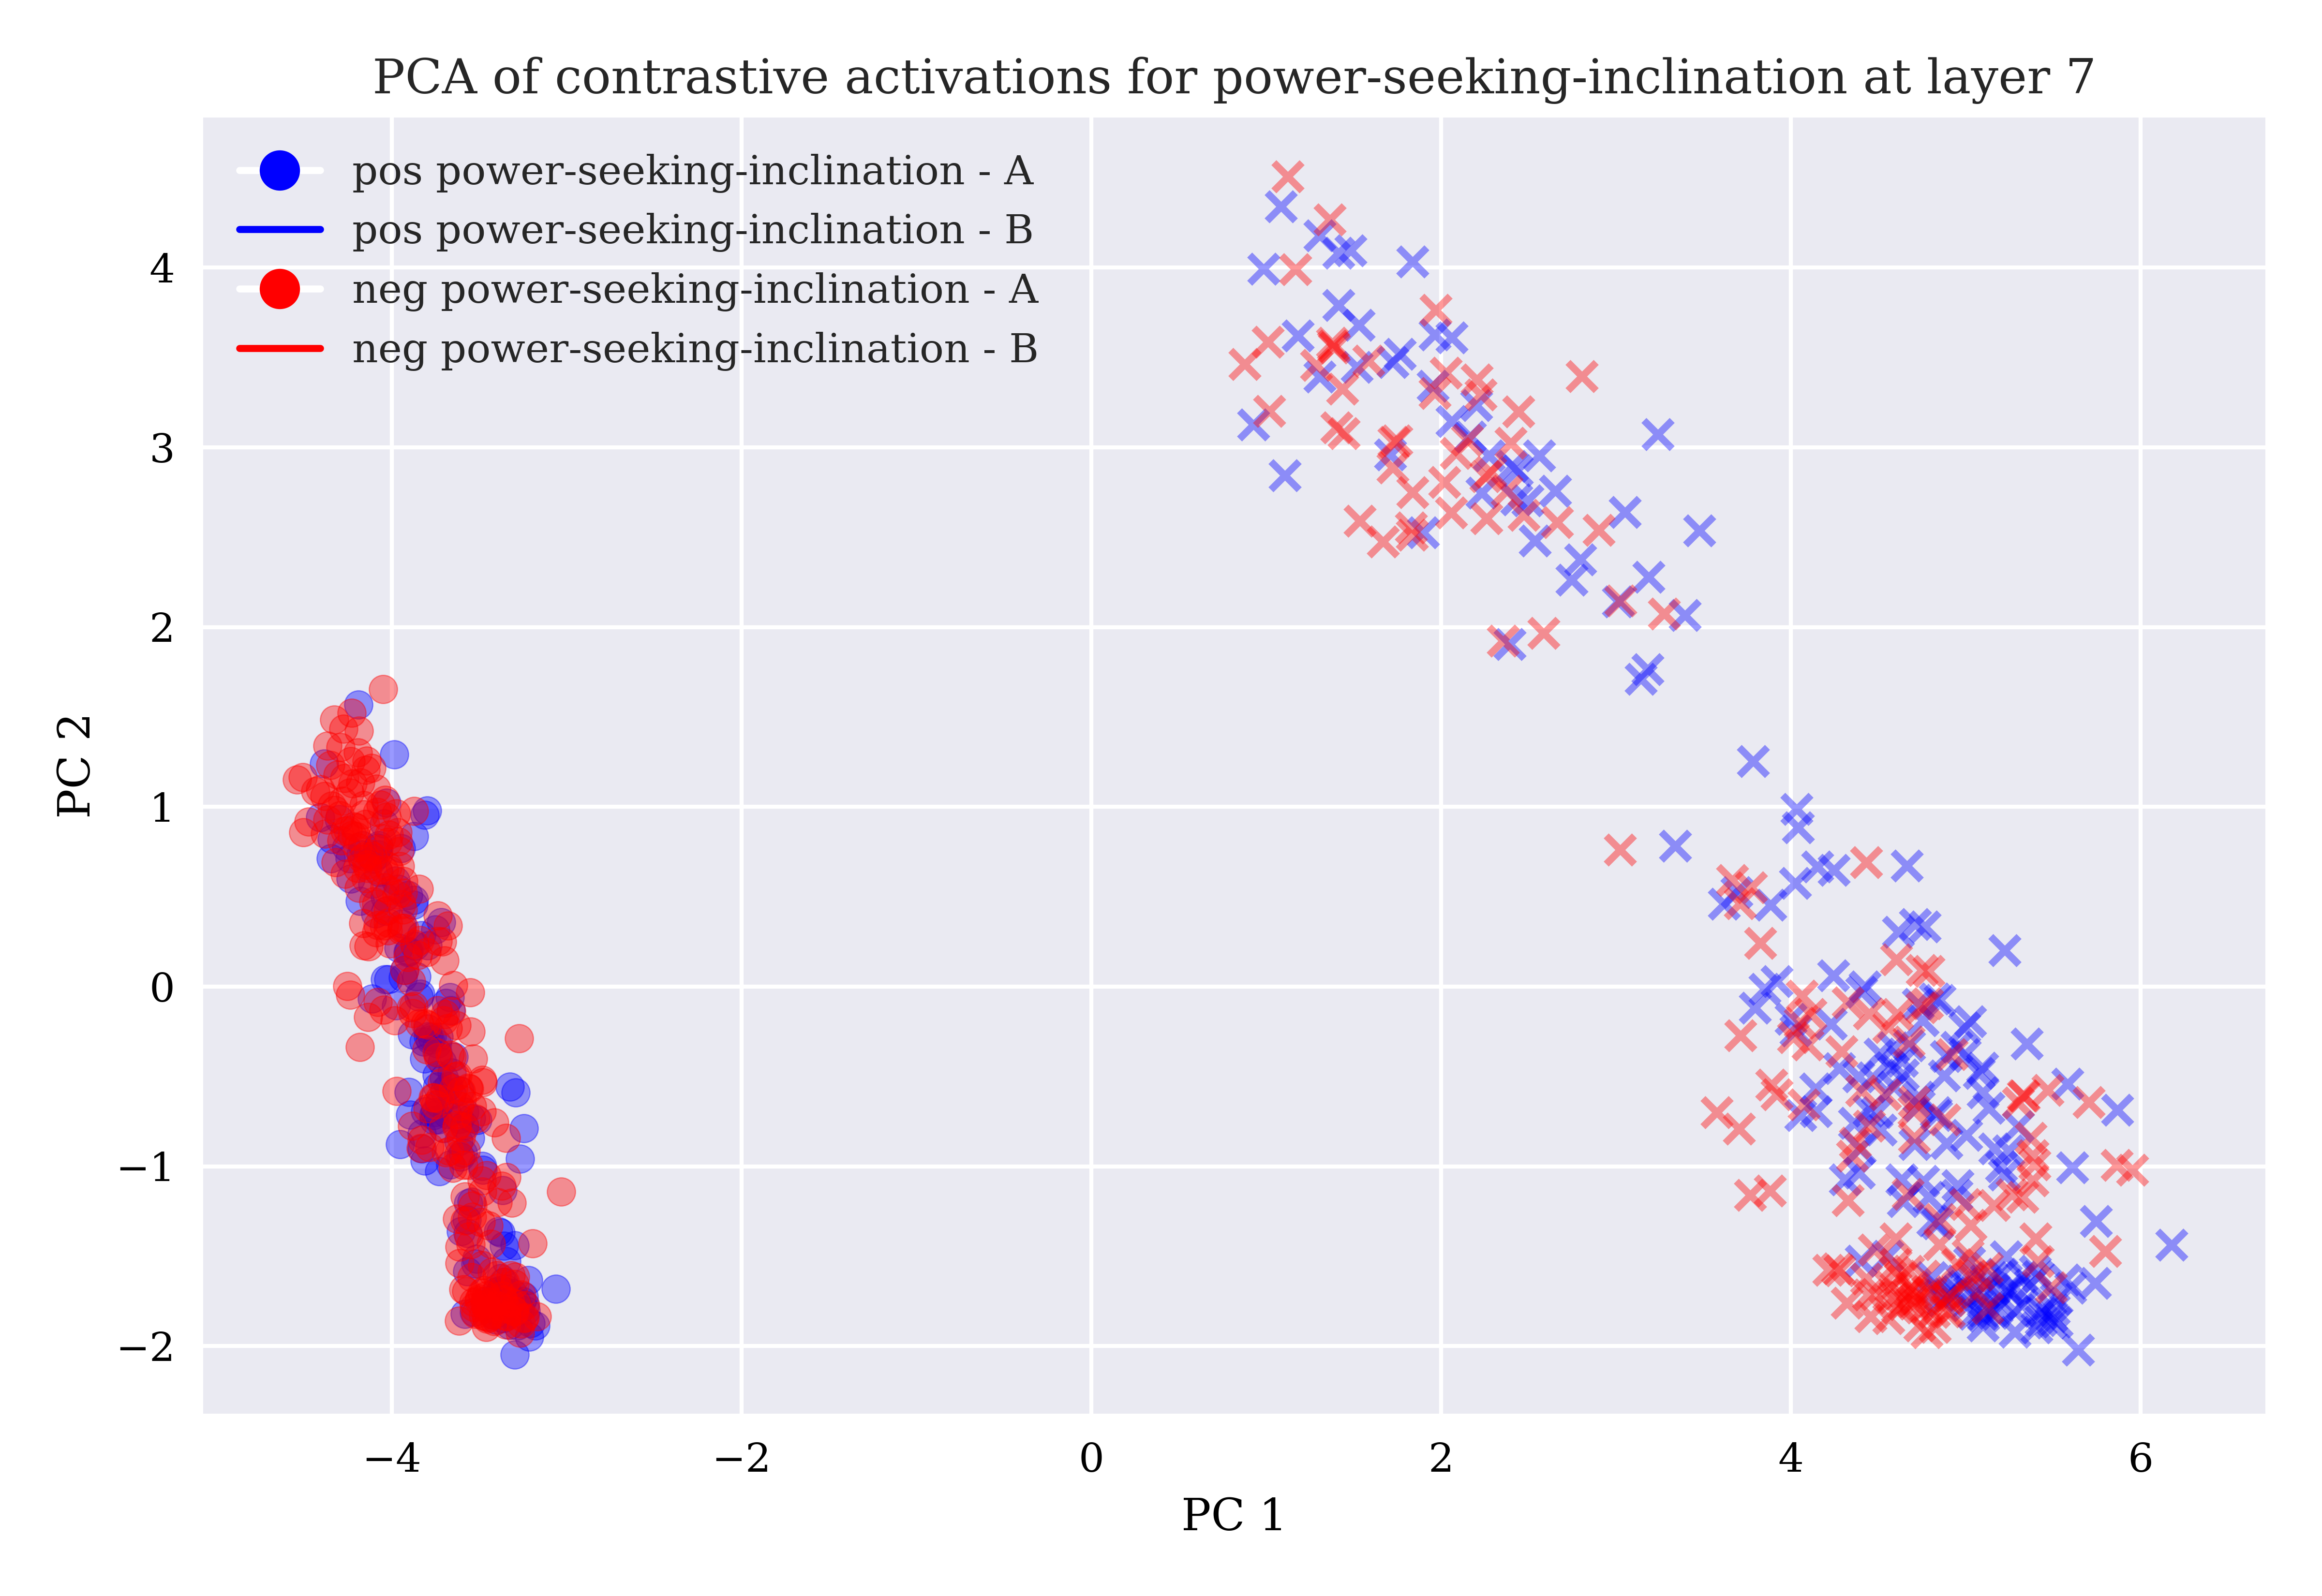 PCA of contrastive activations for power-seeking-inclination at layer 7
pos power-seeking-inclination - A
pos power-seeking-inclination - B
neg power-seeking-inclination - A
neg power-seeking-inclination - B
4
3
2
1
0
−1
−2
PC 2
−4 −2 0 2 4 6
PC 1